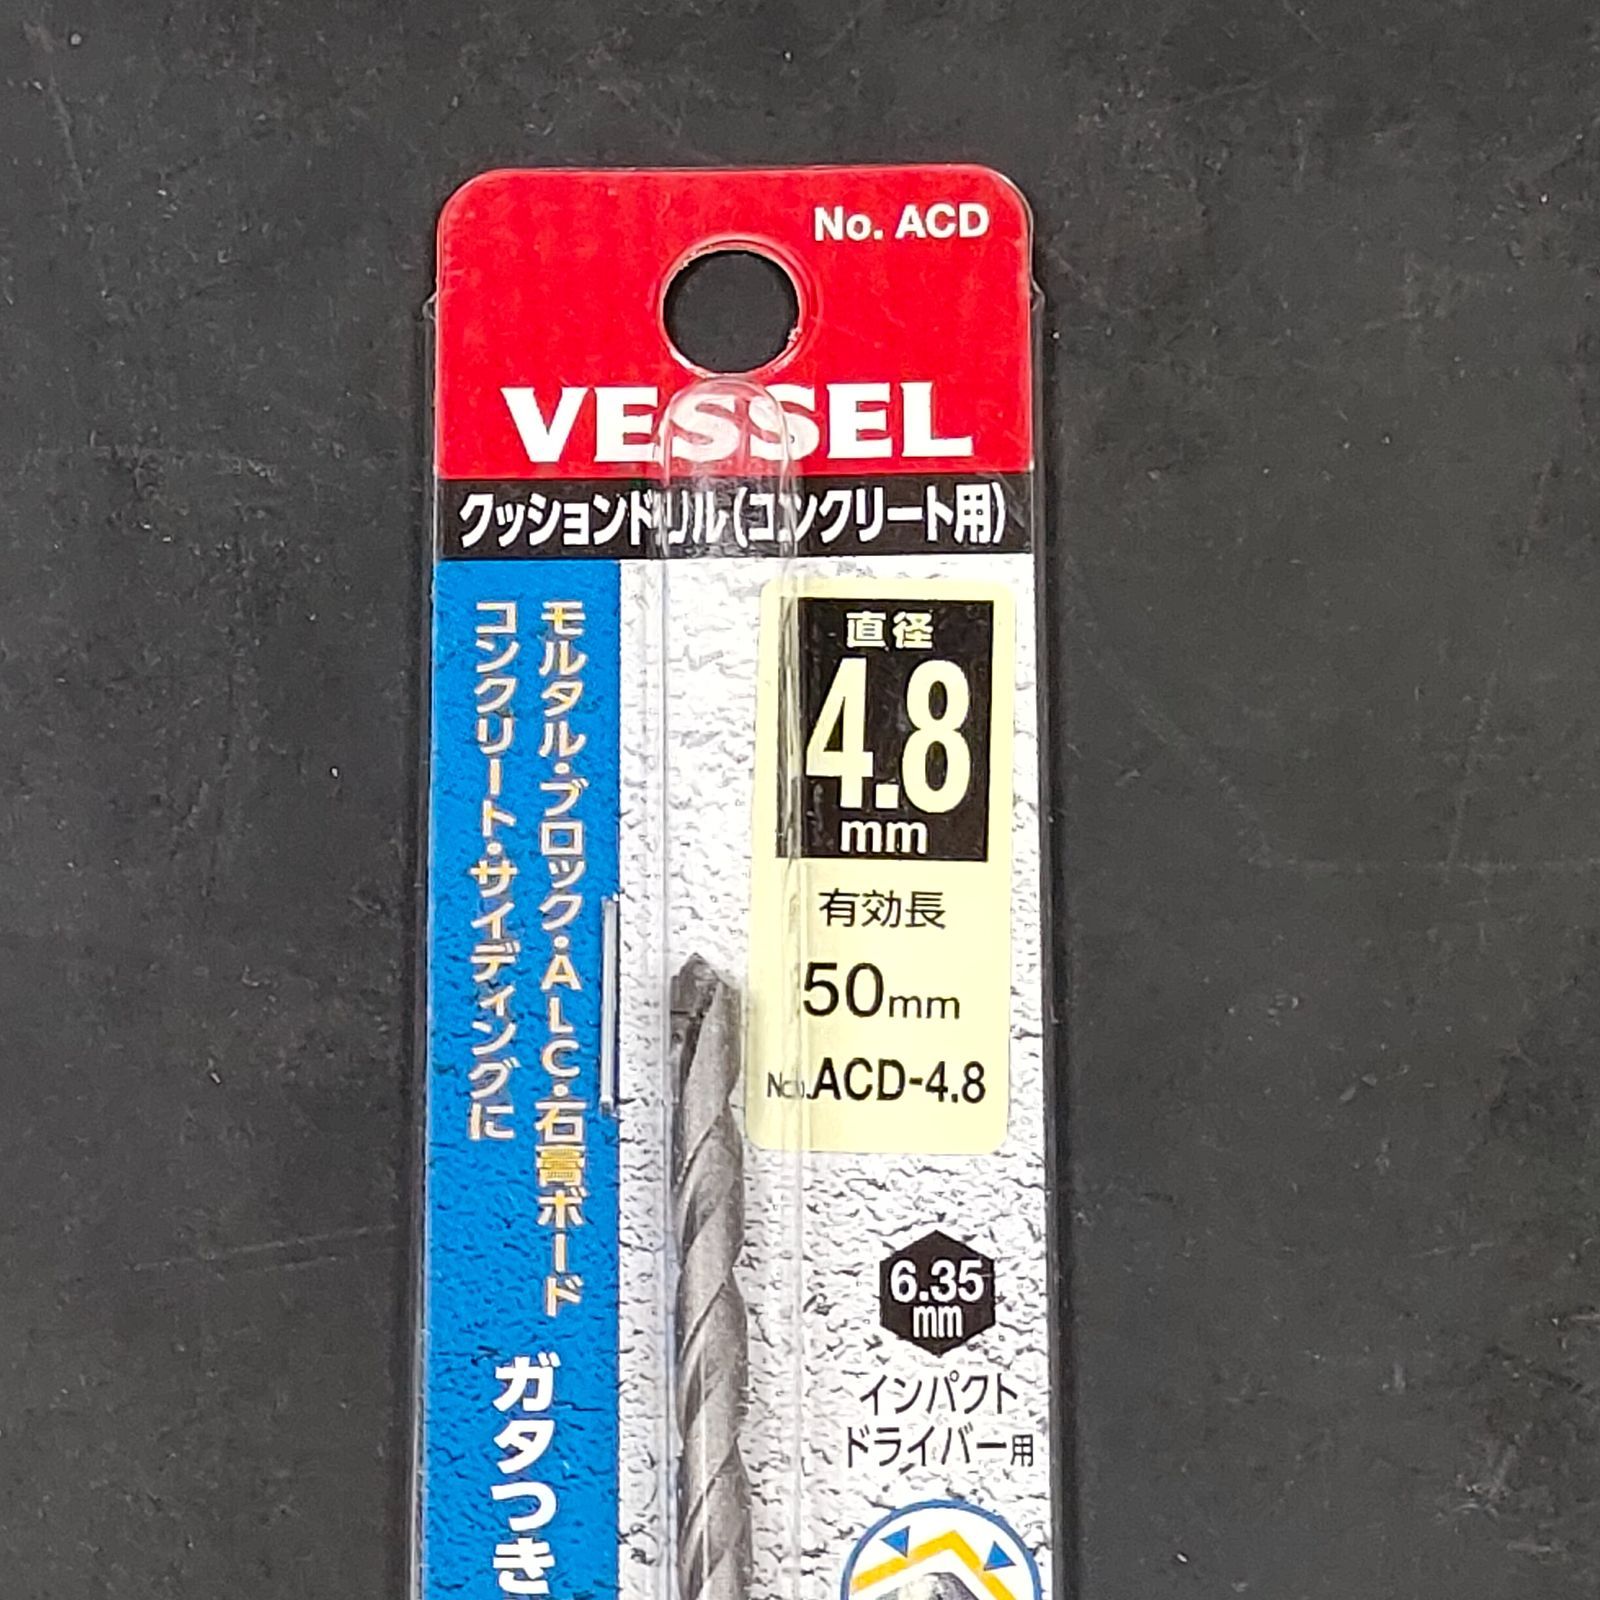 No. ACD
VESSEL
クッションドリル(コンクリート用)
モルタル・ブロック・ALC・石膏ボード
コンクリート・サイディングに
ガタつき
直径
4.8
mm
有効長
50mm
No.ACD-4.8
6.35
mm
インパクト
ドライバー用